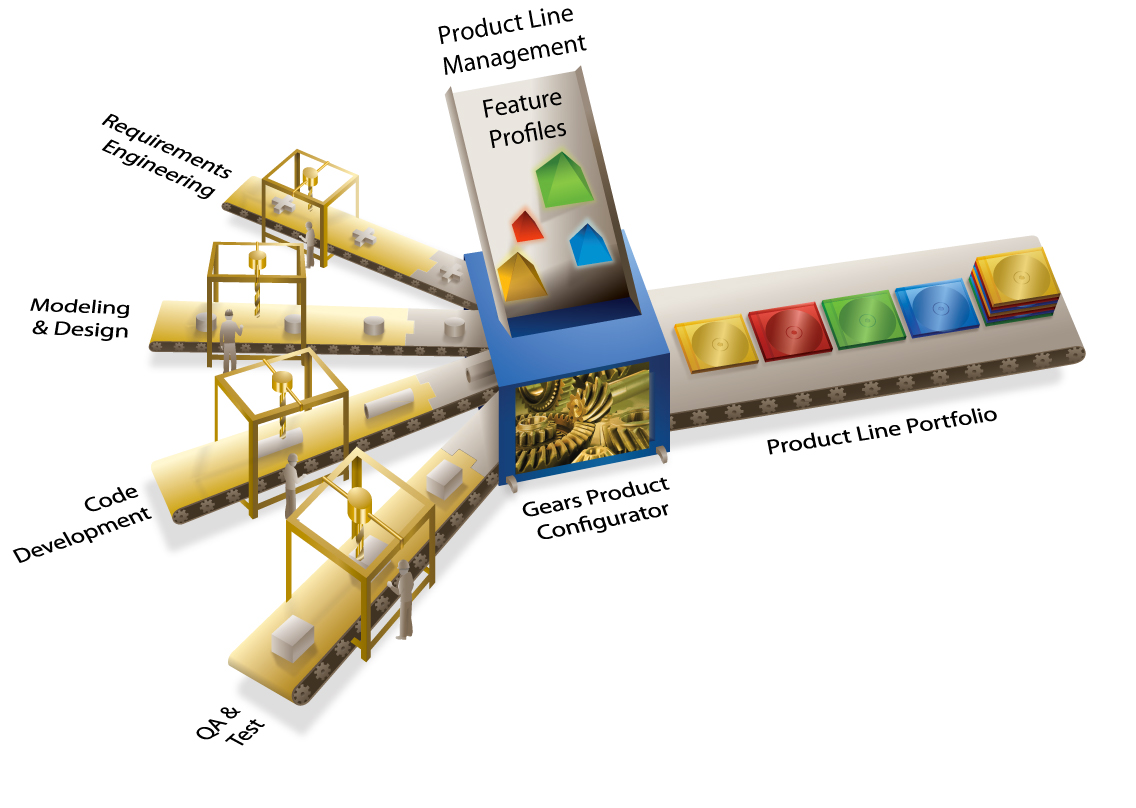 Product Line
Management
Feature
Profiles
Requirements
Engineering
Modeling
& Design
Code
Development
QA &
Test
Gears Product
Configurator
Product Line Portfolio